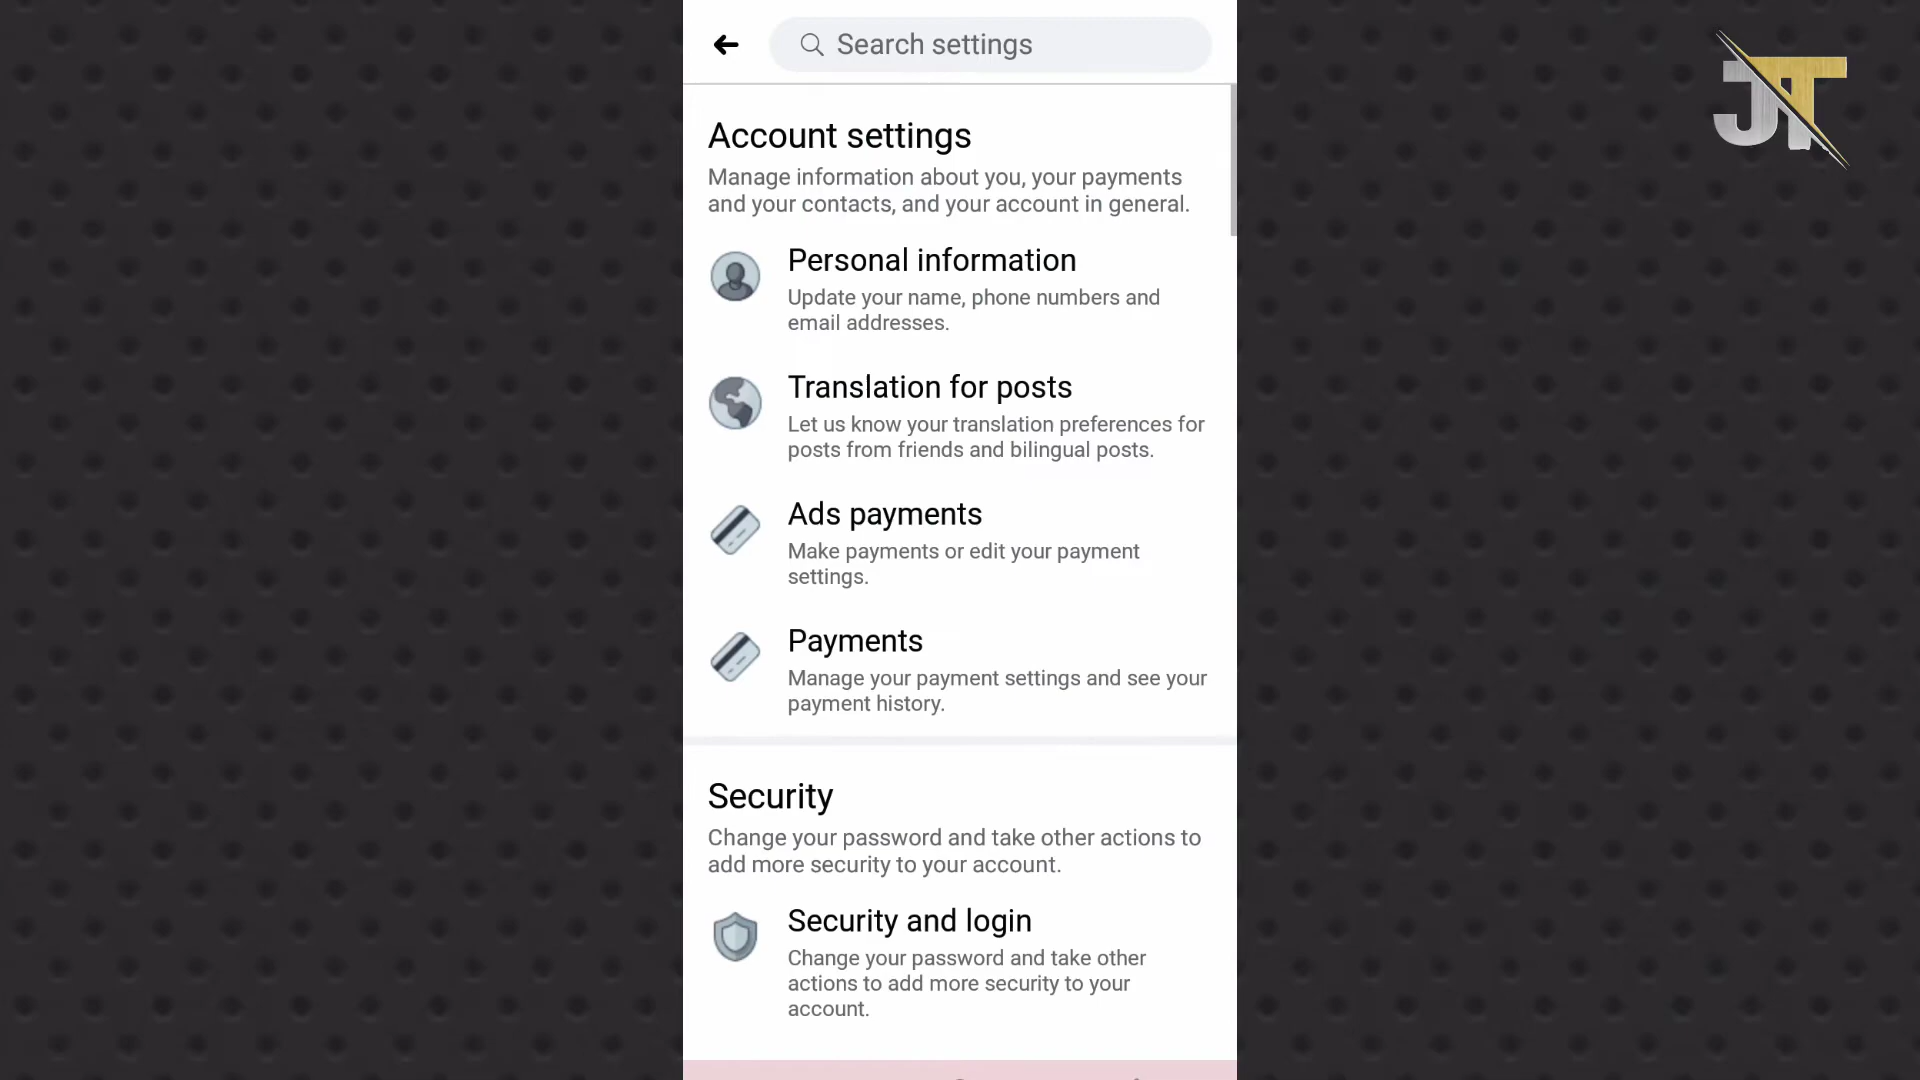 JT
Search settings
Account settings
Manage information about you, your payments
and your contacts, and your account in general.
Personal information
Update your name, phone numbers and
email addresses.
Translation for posts
Let us know your translation preferences for
posts from friends and bilingual posts.
Ads payments
Make payments or edit your payment
settings.
Payments
Manage your payment settings and see your
payment history.
Security
Change your password and take other actions to
add more security to your account.
Security and login
Change your password and take other
actions to add more security to your
account.